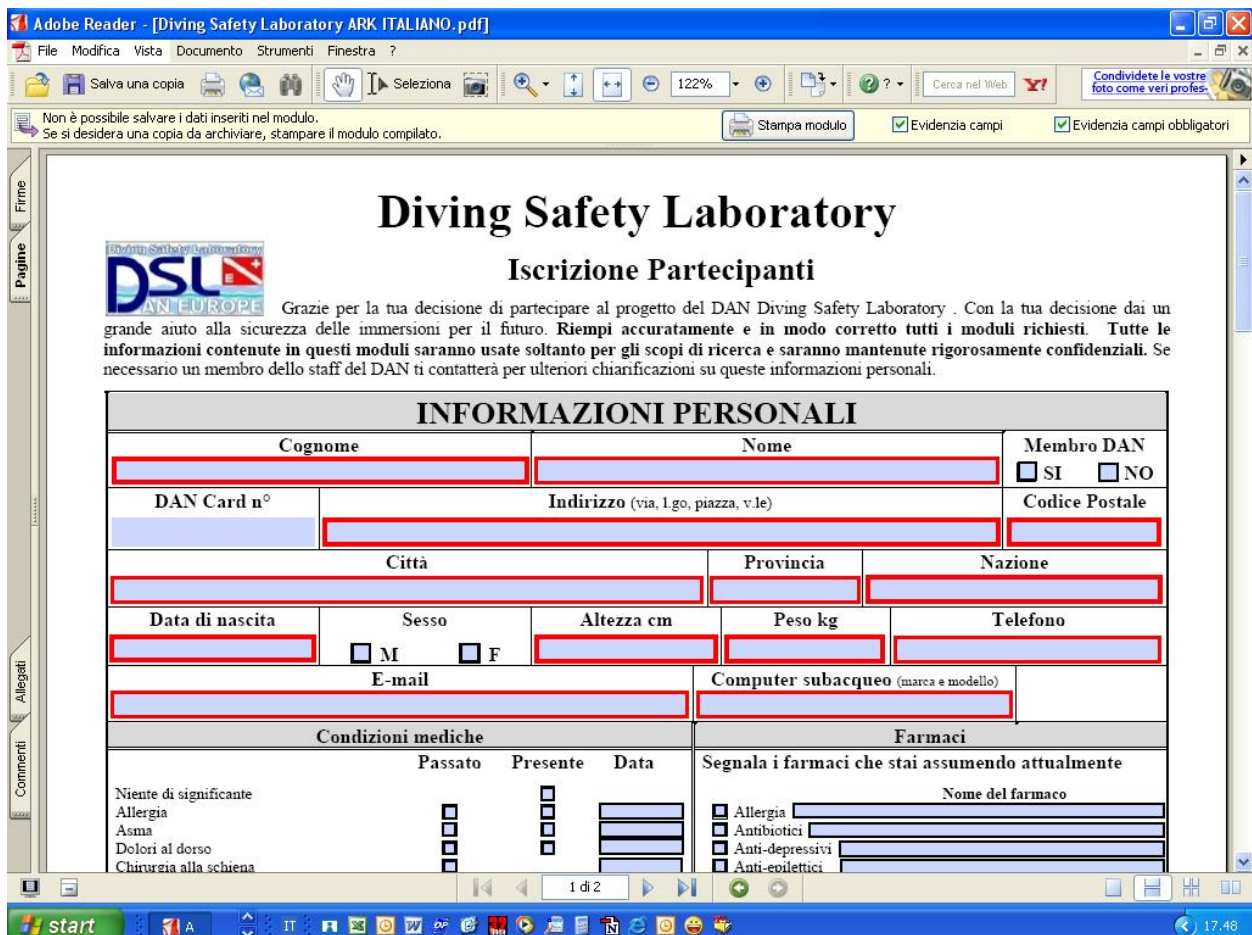 Adobe Reader - [Diving Safety Laboratory ARK ITALIANO.pdf]
File Modifica Vista Documento Strumenti Finestra ?
Salva una copia Seleziona 122% ? Cerca nel Web Y! Condividete le vostre
foto come veri profes-
Non è possibile salvare i dati inseriti nel modulo.
Se si desidera una copia da archiviare, stampare il modulo compilato.
Stampa modulo Evidenzia campi Evidenzia campi obbligatori
Firme
Pagine
Allegati
Commenti
Diving Safety Laboratory
Diving Safety Laboratory
DSL
DAN EUROPE
Iscrizione Partecipanti
Grazie per la tua decisione di partecipare al progetto del DAN Diving Safety Laboratory . Con la tua decisione dai un
grande aiuto alla sicurezza delle immersioni per il futuro. Riempi accuratamente e in modo corretto tutti i moduli richiesti. Tutte le
informazioni contenute in questi moduli saranno usate soltanto per gli scopi di ricerca e saranno mantenute rigorosamente confidenziali. Se
necessario un membro dello staff del DAN ti contatterà per ulteriori chiarificazioni su queste informazioni personali.
INFORMAZIONI PERSONALI
Cognome Nome Membro DAN
SI NO
DAN Card n° Indirizzo (via, l.go, piazza, v.le) Codice Postale
Città Provincia Nazione
Data di nascita Sesso Altezza cm Peso kg Telefono
M F
E-mail Computer subacqueo (marca e modello)
Condizioni mediche Farmaci
Passato Presente Data Segnala i farmaci che stai assumendo attualmente
Niente di significante Nome del farmaco
Allergia Allergia
Asma Antibiotici
Dolori al dorso Anti-depressivi
Chirurgia alla schiena Anti-epilettici
1 di 2
start A IT 17.48